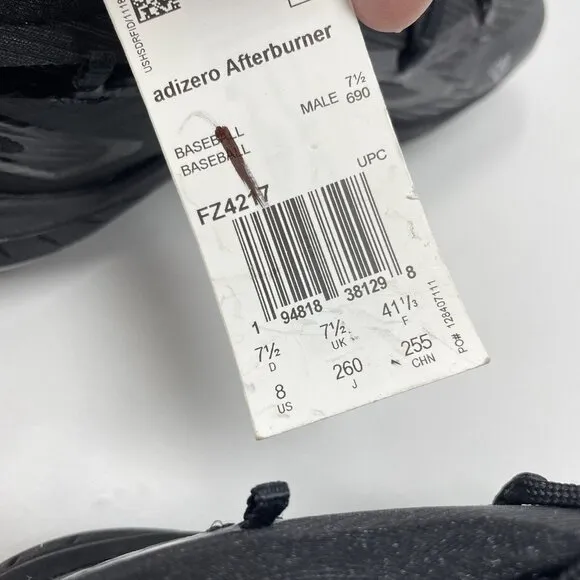 adizero Afterburner
7½
MALE 690
BASEBALL
BASEBALL
UPC
FZ4217
1 94818 38129 8
7½ D 7½ UK 41⅓ F
8 US 260 J 255 CHN
PO# 128407111